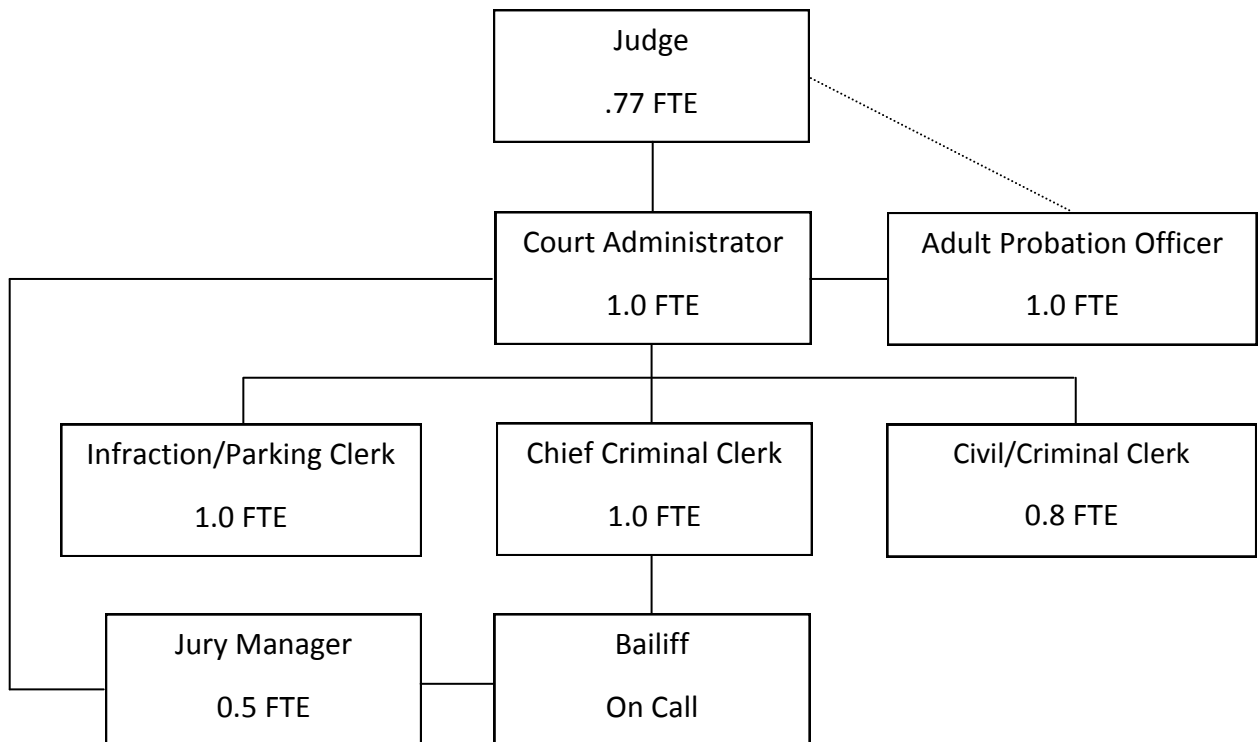 Judge
.77 FTE
Court Administrator
1.0 FTE
Adult Probation Officer
1.0 FTE
Infraction/Parking Clerk
1.0 FTE
Chief Criminal Clerk
1.0 FTE
Civil/Criminal Clerk
0.8 FTE
Jury Manager
0.5 FTE
Bailiff
On Call